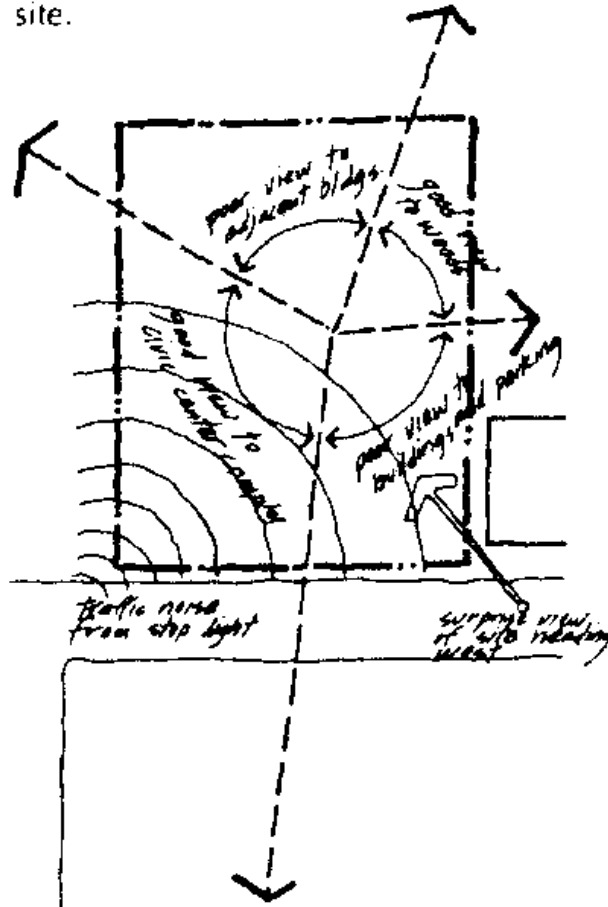 site.
poor view to
adjacent bldgs.
good view
to woods
good view to
civic
center complex
poor view to
buildings and parking
traffic noise
from stop light
surprise view
of site heading
west